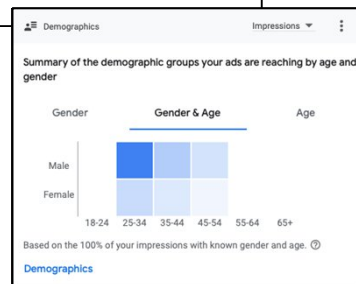 Demographics
Impressions
Summary of the demographic groups your ads are reaching by age and
gender
Gender
Gender & Age
Age
Male
Female
18-24 25-34 35-44 45-54 55-64 65+
Based on the 100% of your impressions with known gender and age.
Demographics